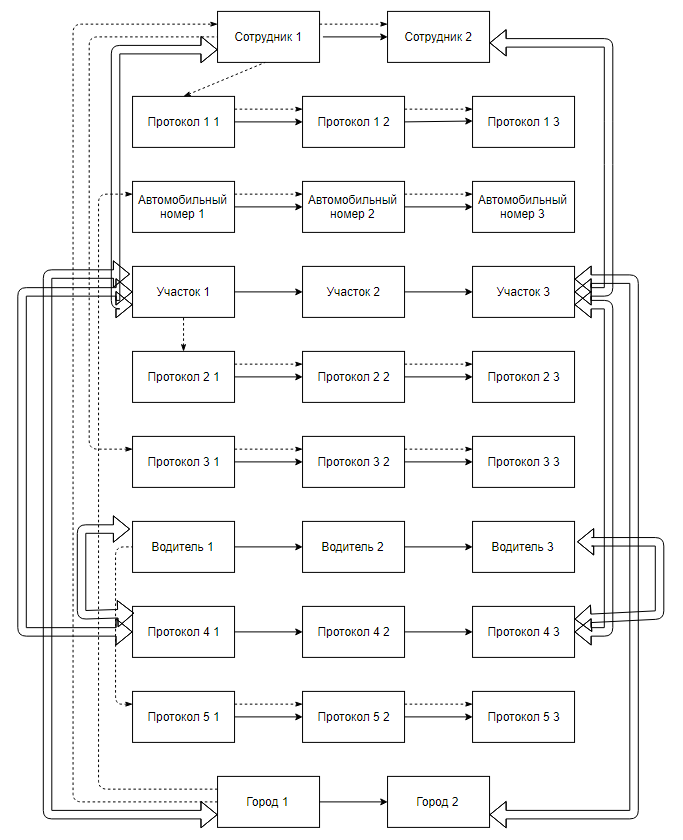 Сотрудник 1
Сотрудник 2
Протокол 1 1
Протокол 1 2
Протокол 1 3
Автомобильный
номер 1
Автомобильный
номер 2
Автомобильный
номер 3
Участок 1
Участок 2
Участок 3
Протокол 2 1
Протокол 2 2
Протокол 2 3
Протокол 3 1
Протокол 3 2
Протокол 3 3
Водитель 1
Водитель 2
Водитель 3
Протокол 4 1
Протокол 4 2
Протокол 4 3
Протокол 5 1
Протокол 5 2
Протокол 5 3
Город 1
Город 2